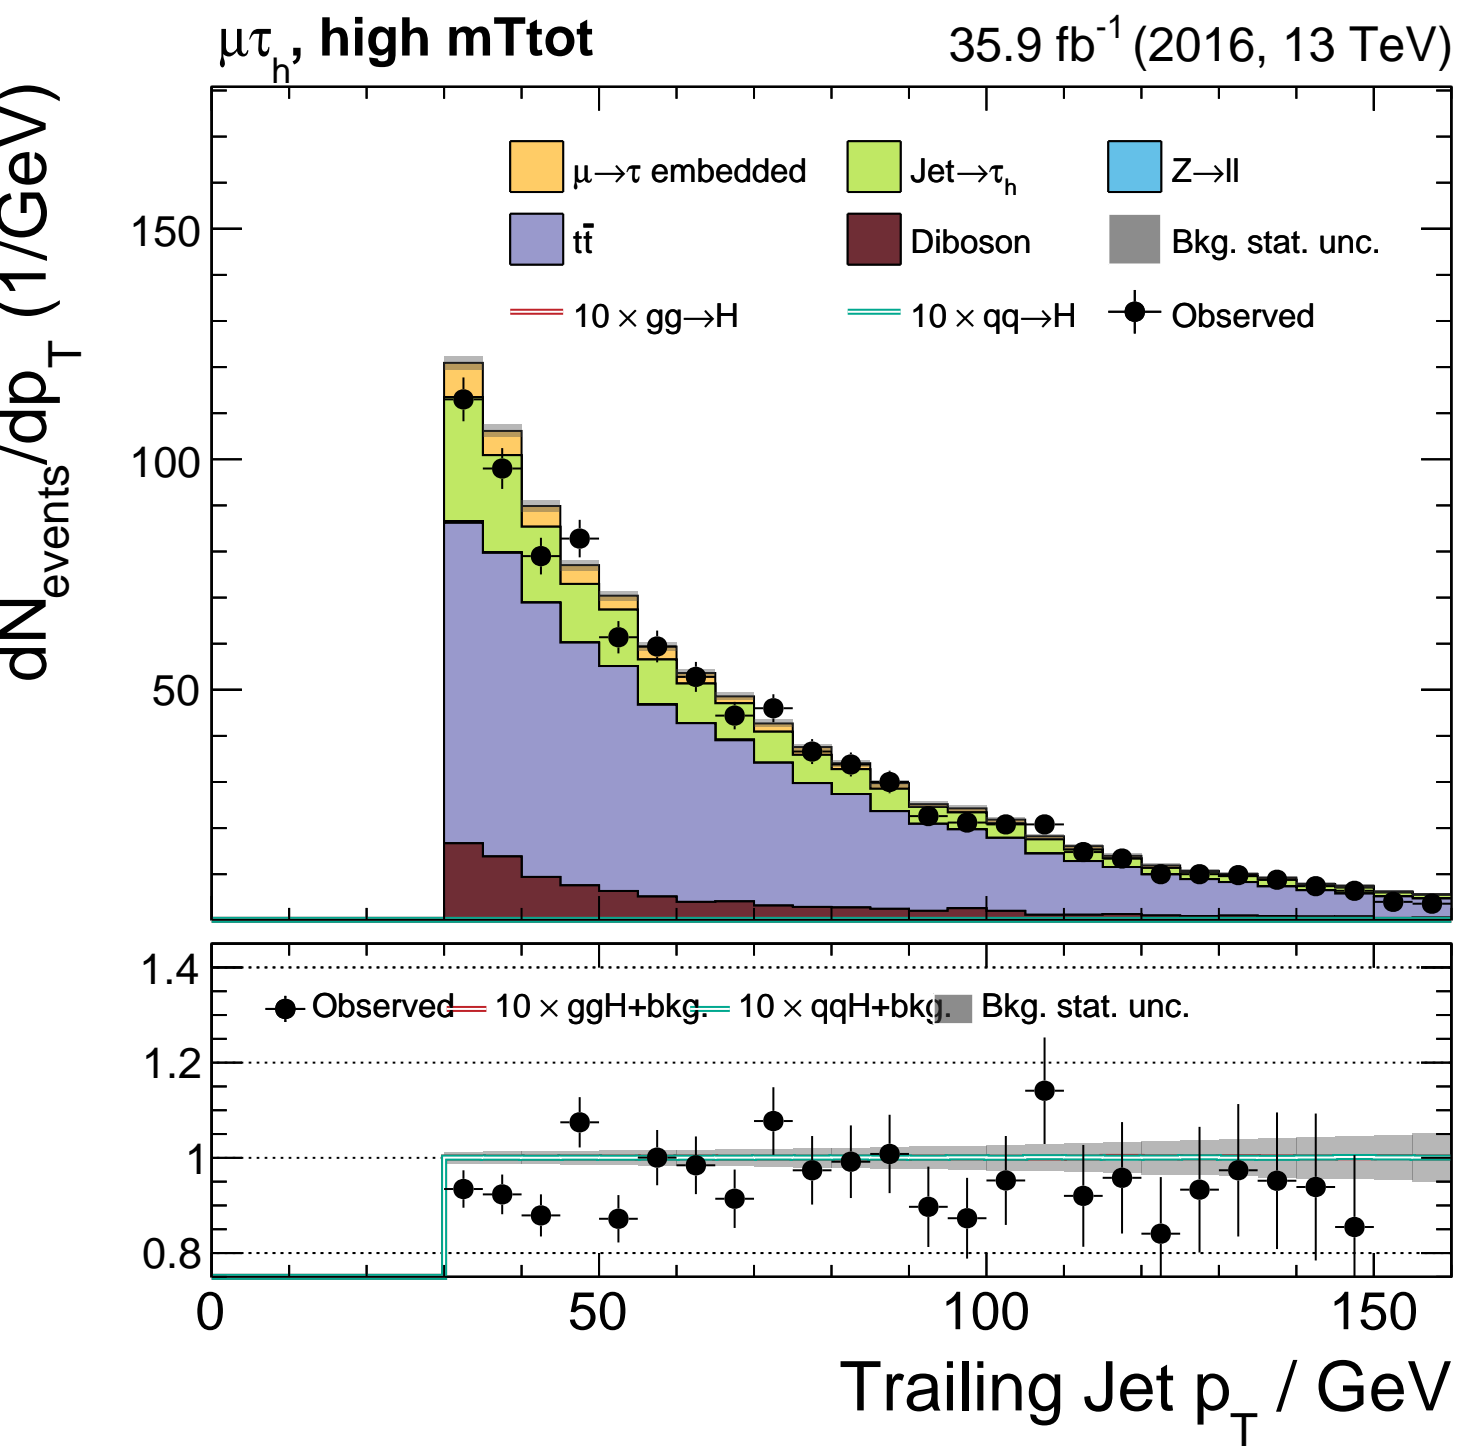 μτh, high mTtot
35.9 fb-1 (2016, 13 TeV)
dNevents/dpT (1/GeV)
150
100
50
μ→τ embedded
Jet→τh
Z→ll
tt̄
Diboson
Bkg. stat. unc.
10 × gg→H
10 × qq→H
Observed
1.4
1.2
1
0.8
Observed
10 × ggH+bkg.
10 × qqH+bkg.
Bkg. stat. unc.
0
50
100
150
Trailing Jet pT / GeV